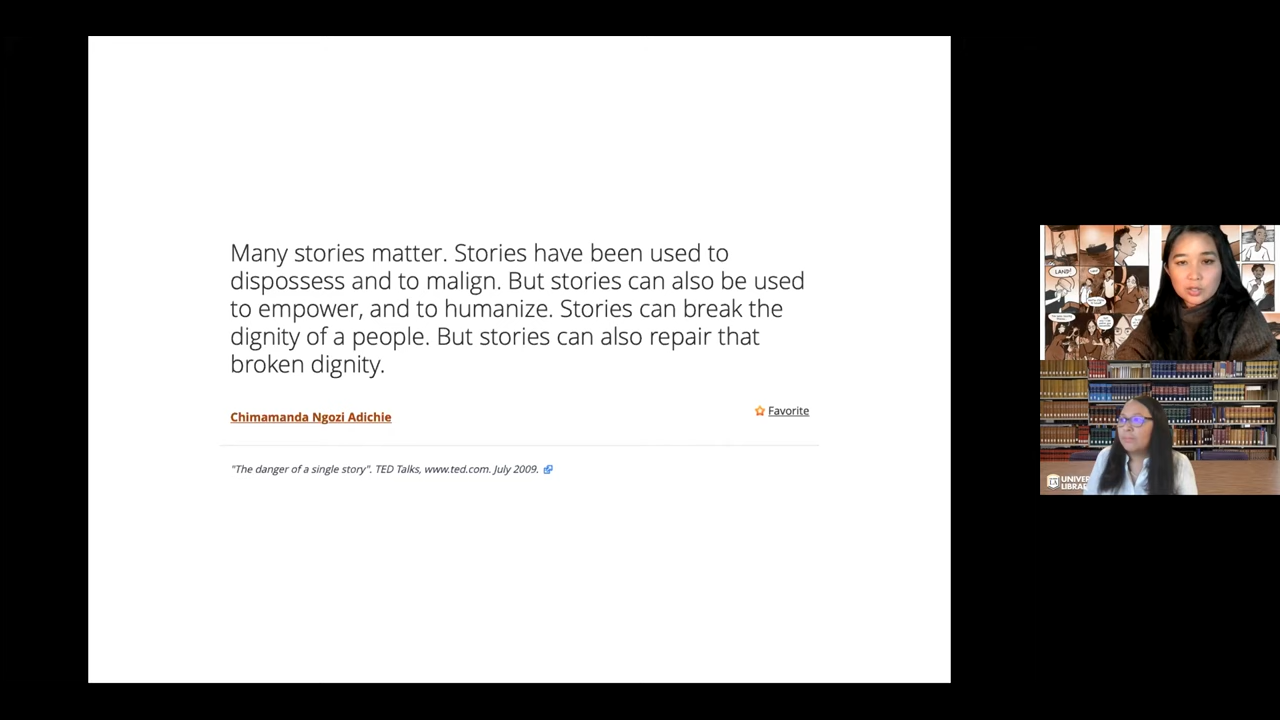 Many stories matter. Stories have been used to
dispossess and to malign. But stories can also be used
to empower, and to humanize. Stories can break the
dignity of a people. But stories can also repair that
broken dignity.
Chimamanda Ngozi Adichie
Favorite
"The danger of a single story". TED Talks, www.ted.com. July 2009.
LAND!